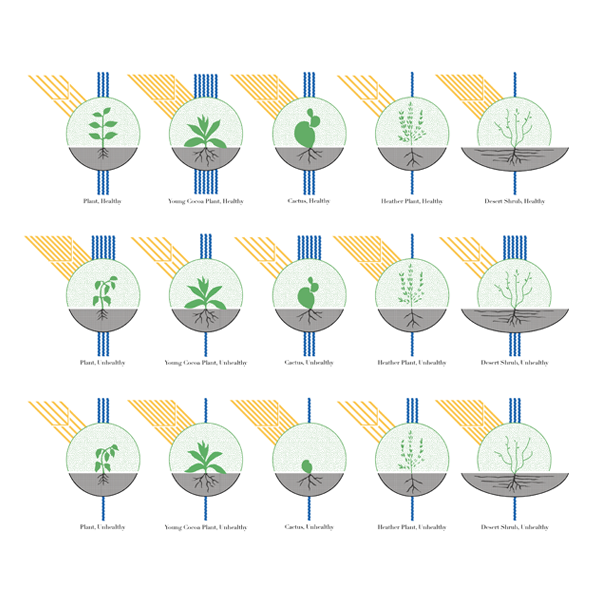 Plant, Healthy
Young Cocoa Plant, Healthy
Cactus, Healthy
Heather Plant, Healthy
Desert Shrub, Healthy
Plant, Unhealthy
Young Cocoa Plant, Unhealthy
Cactus, Unhealthy
Heather Plant, Unhealthy
Desert Shrub, Unhealthy
Plant, Unhealthy
Young Cocoa Plant, Unhealthy
Cactus, Unhealthy
Heather Plant, Unhealthy
Desert Shrub, Unhealthy